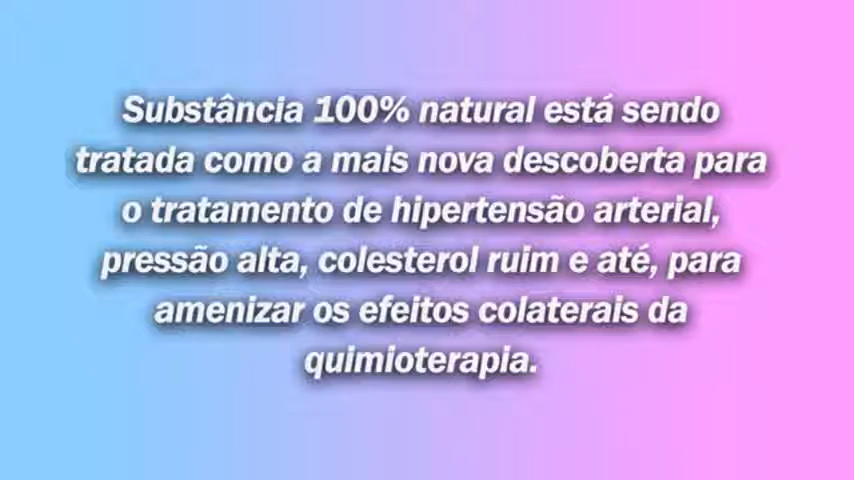 Substância 100% natural está sendo
tratada como a mais nova descoberta para
o tratamento de hipertensão arterial,
pressão alta, colesterol ruim e até, para
amenizar os efeitos colaterais da
quimioterapia.